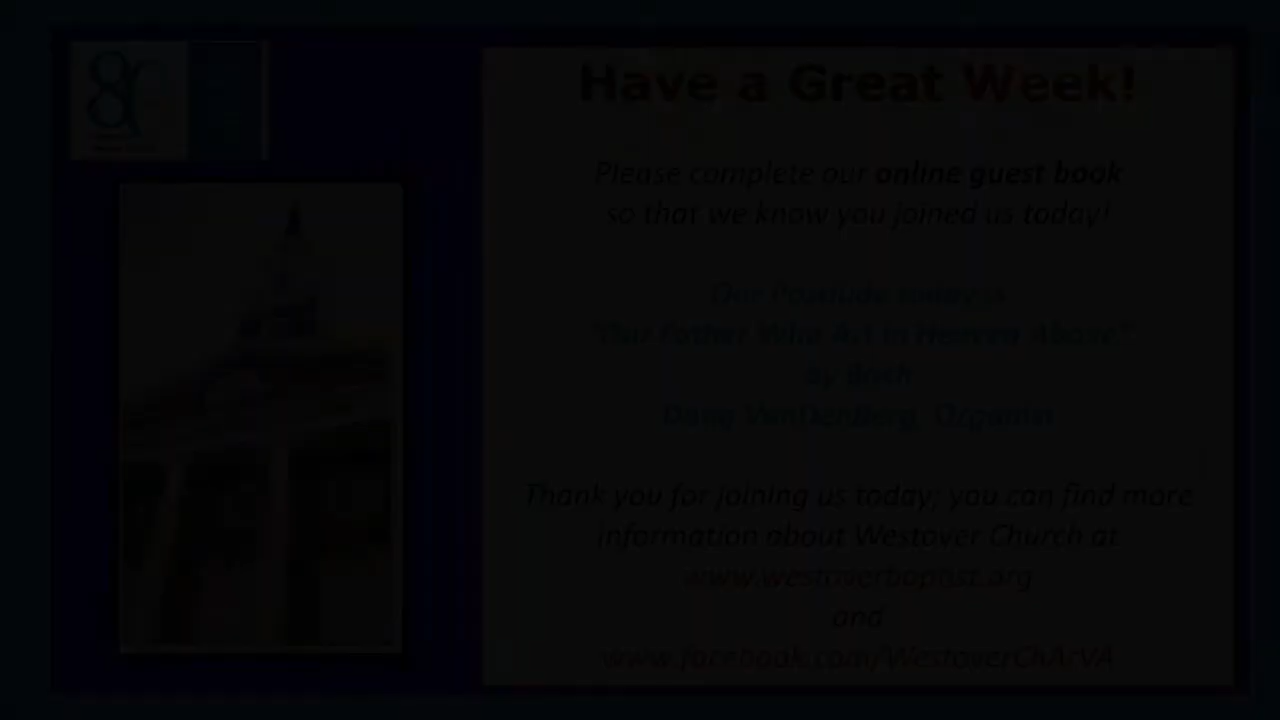 Have a Great Week!
Please complete our online guest book
so that we know you joined us today!
Our Postlude today is
"Our Father Who Art in Heaven Above"
by Bach
Doug VanDenBerg, Organist
Thank you for joining us today; you can find more
information about Westover Church at
www.westoverbaptist.org
and
www.facebook.com/WestoverChArVA